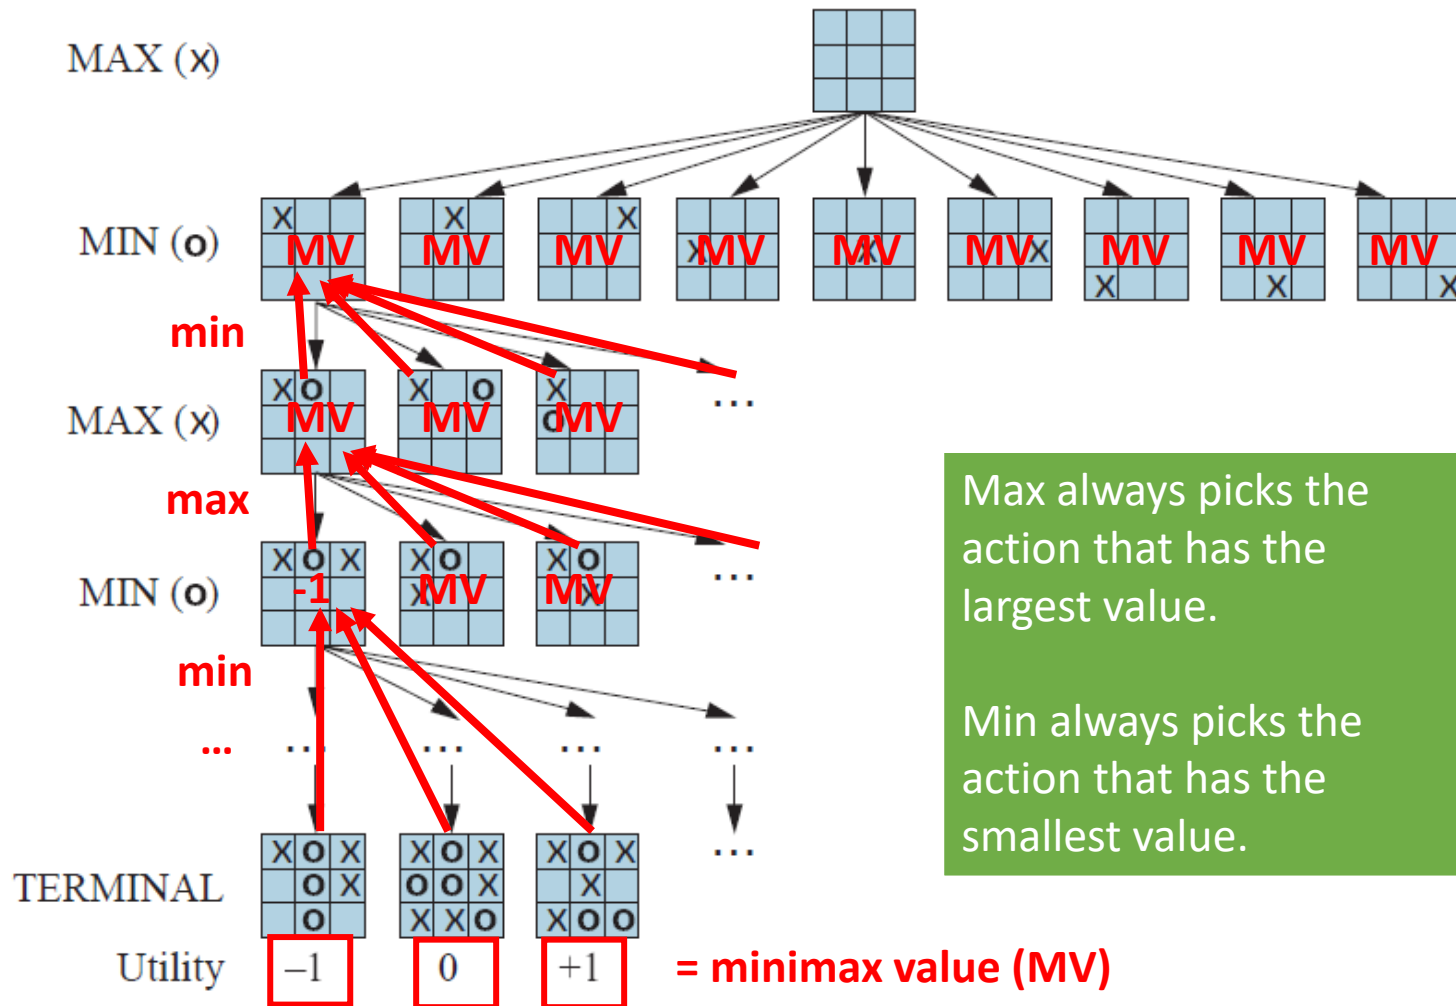 MAX (X)
X X X X X X X X X
MIN (O) MV MV MV MV MV MV MV MV MV
min
X O X O X
MAX (X) MV MV O MV
...
max
X O X X O X O
MIN (O) -1 X MV X MV
...
min
... ... ... ... ...
X O X X O X X O X
TERMINAL O X O O X X
O X X O X O O
...
Utility –1 0 +1 = minimax value (MV)
Max always picks the
action that has the
largest value.
Min always picks the
action that has the
smallest value.